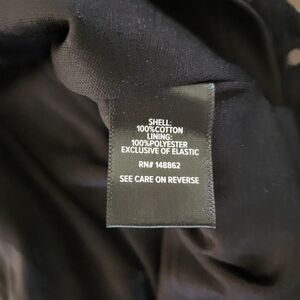 SHELL:
100%COTTON
LINING:
100%POLYESTER
EXCLUSIVE OF ELASTIC
RN# 148862
SEE CARE ON REVERSE